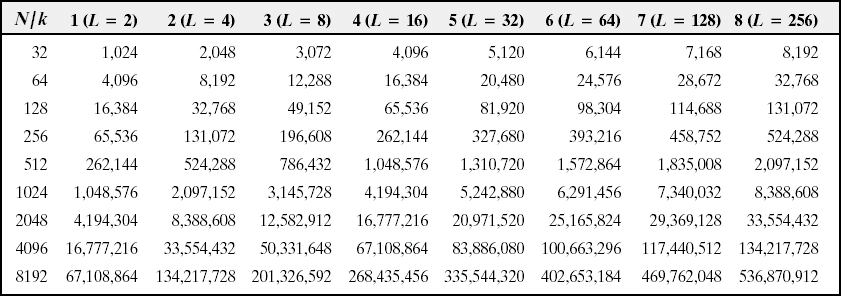 N/k 1 (L = 2) 2 (L = 4) 3 (L = 8) 4 (L = 16) 5 (L = 32) 6 (L = 64) 7 (L = 128) 8 (L = 256)
32 1,024 2,048 3,072 4,096 5,120 6,144 7,168 8,192
64 4,096 8,192 12,288 16,384 20,480 24,576 28,672 32,768
128 16,384 32,768 49,152 65,536 81,920 98,304 114,688 131,072
256 65,536 131,072 196,608 262,144 327,680 393,216 458,752 524,288
512 262,144 524,288 786,432 1,048,576 1,310,720 1,572,864 1,835,008 2,097,152
1024 1,048,576 2,097,152 3,145,728 4,194,304 5,242,880 6,291,456 7,340,032 8,388,608
2048 4,194,304 8,388,608 12,582,912 16,777,216 20,971,520 25,165,824 29,369,128 33,554,432
4096 16,777,216 33,554,432 50,331,648 67,108,864 83,886,080 100,663,296 117,440,512 134,217,728
8192 67,108,864 134,217,728 201,326,592 268,435,456 335,544,320 402,653,184 469,762,048 536,870,912